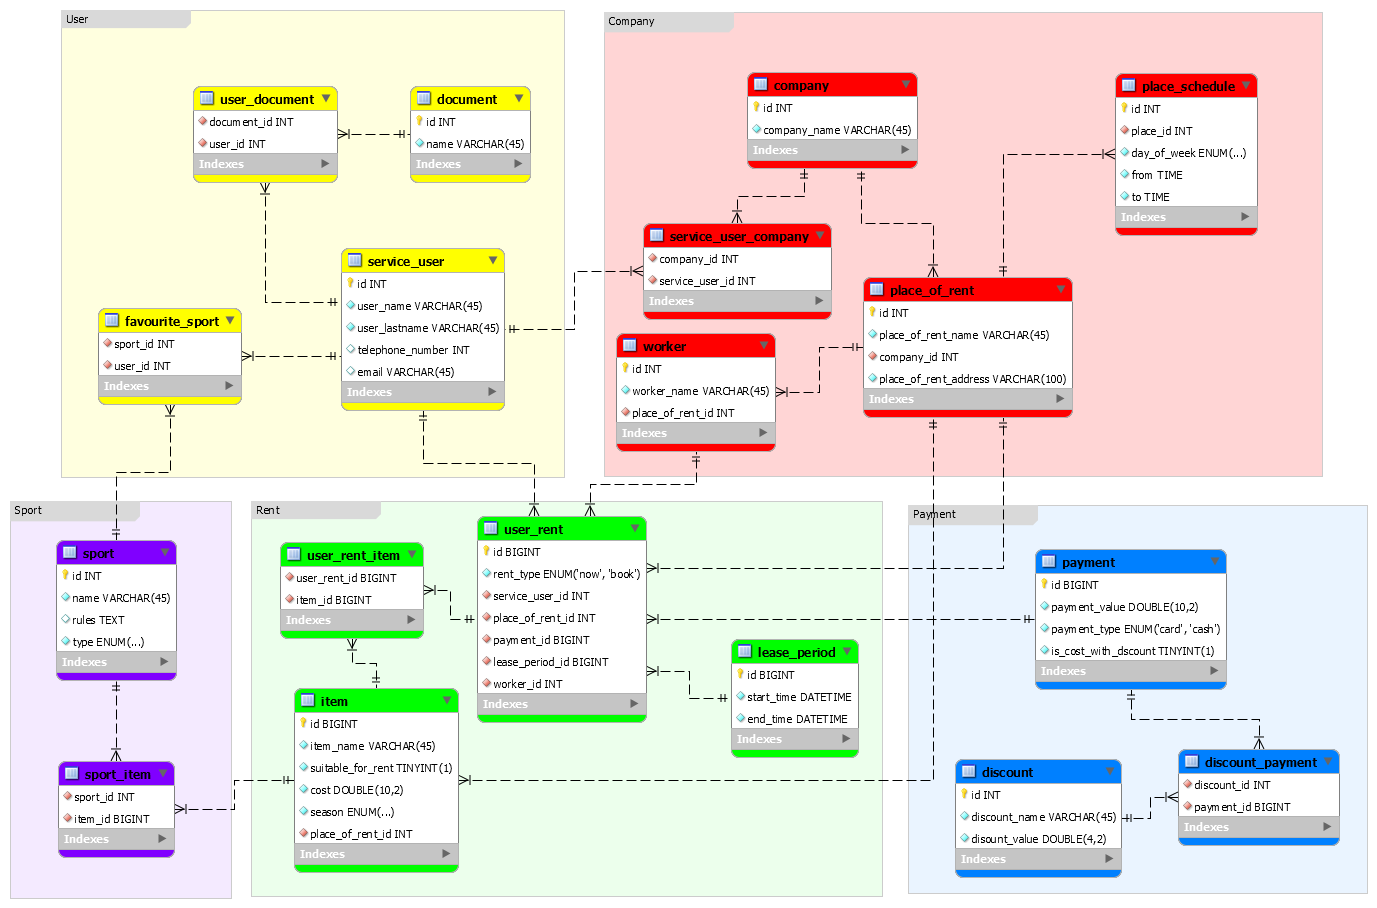 User
user_document
document_id INT
user_id INT
Indexes
document
id INT
name VARCHAR(45)
Indexes
service_user
id INT
user_name VARCHAR(45)
user_lastname VARCHAR(45)
telephone_number INT
email VARCHAR(45)
Indexes
favourite_sport
sport_id INT
user_id INT
Indexes
Company
company
id INT
company_name VARCHAR(45)
Indexes
place_schedule
id INT
place_id INT
day_of_week ENUM(...)
from TIME
to TIME
Indexes
service_user_company
company_id INT
service_user_id INT
Indexes
place_of_rent
id INT
place_of_rent_name VARCHAR(45)
company_id INT
place_of_rent_address VARCHAR(100)
Indexes
worker
id INT
worker_name VARCHAR(45)
place_of_rent_id INT
Indexes
Sport
sport
id INT
name VARCHAR(45)
rules TEXT
type ENUM(...)
Indexes
sport_item
sport_id INT
item_id BIGINT
Indexes
Rent
user_rent_item
user_rent_id BIGINT
item_id BIGINT
Indexes
user_rent
id BIGINT
rent_type ENUM('now', 'book')
service_user_id INT
place_of_rent_id INT
payment_id BIGINT
lease_period_id BIGINT
worker_id INT
Indexes
lease_period
id BIGINT
start_time DATETIME
end_time DATETIME
Indexes
item
id BIGINT
item_name VARCHAR(45)
suitable_for_rent TINYINT(1)
cost DOUBLE(10,2)
season ENUM(...)
place_of_rent_id INT
Indexes
Payment
payment
id BIGINT
payment_value DOUBLE(10,2)
payment_type ENUM('card', 'cash')
is_cost_with_dscount TINYINT(1)
Indexes
discount
id INT
discount_name VARCHAR(45)
disount_value DOUBLE(4,2)
Indexes
discount_payment
discount_id INT
payment_id BIGINT
Indexes